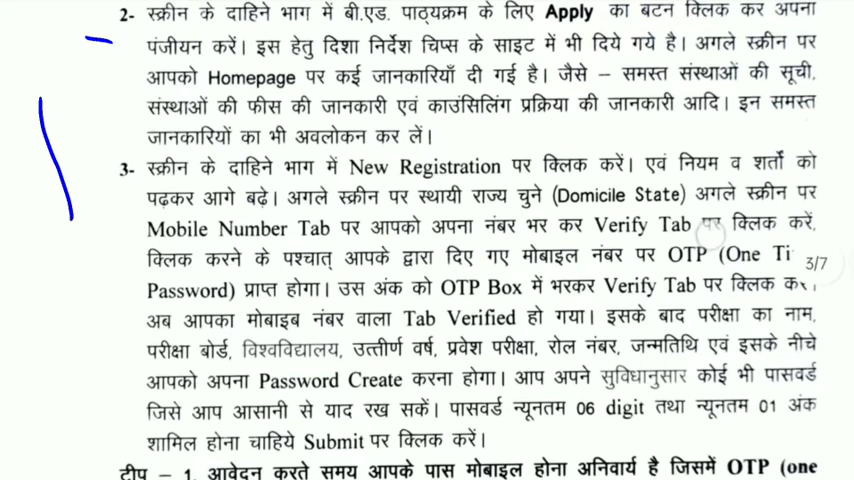 2- स्क्रीन के दाहिने भाग में बी.एड. पाठ्यक्रम के लिए Apply का बटन क्लिक कर अपना
पंजीयन करें। इस हेतु दिशा निर्देश चिप्स के साइट में भी दिये गये है। अगले स्क्रीन पर
आपको Homepage पर कई जानकारियाँ दी गई है। जैसे – समस्त संस्थाओं की सूची,
संस्थाओं की फीस की जानकारी एवं काउंसिलिंग प्रक्रिया की जानकारी आदि। इन समस्त
जानकारियों का भी अवलोकन कर लें।
3- स्क्रीन के दाहिने भाग में New Registration पर क्लिक करें। एवं नियम व शर्तो को
पढ़कर आगे बढ़े। अगले स्क्रीन पर स्थायी राज्य चुने (Domicile State) अगले स्क्रीन पर
Mobile Number Tab पर आपको अपना नंबर भर कर Verify Tab पर क्लिक करें,
क्लिक करने के पश्चात् आपके द्वारा दिए गए मोबाइल नंबर पर OTP (One Ti
3/7
Password) प्राप्त होगा। उस अंक को OTP Box में भरकर Verify Tab पर क्लिक करें।
अब आपका मोबाइब नंबर वाला Tab Verified हो गया। इसके बाद परीक्षा का नाम,
परीक्षा बोर्ड, विश्वविद्यालय, उत्तीर्ण वर्ष, प्रवेश परीक्षा, रोल नंबर, जन्मतिथि एवं इसके नीचे
आपको अपना Password Create करना होगा। आप अपने सुविधानुसार कोई भी पासवर्ड
जिसे आप आसानी से याद रख सकें। पासवर्ड न्यूनतम 06 digit तथा न्यूनतम 01 अंक
शामिल होना चाहिये Submit पर क्लिक करें।
टीप – 1. आवेदन करते समय आपके पास मोबाइल होना अनिवार्य है जिसमें OTP (one